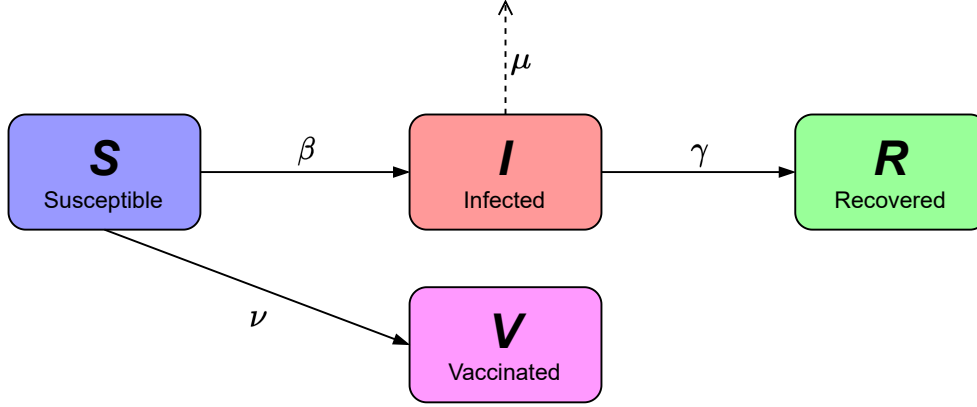 μ
S
Susceptible
β
I
Infected
γ
R
Recovered
ν
V
Vaccinated